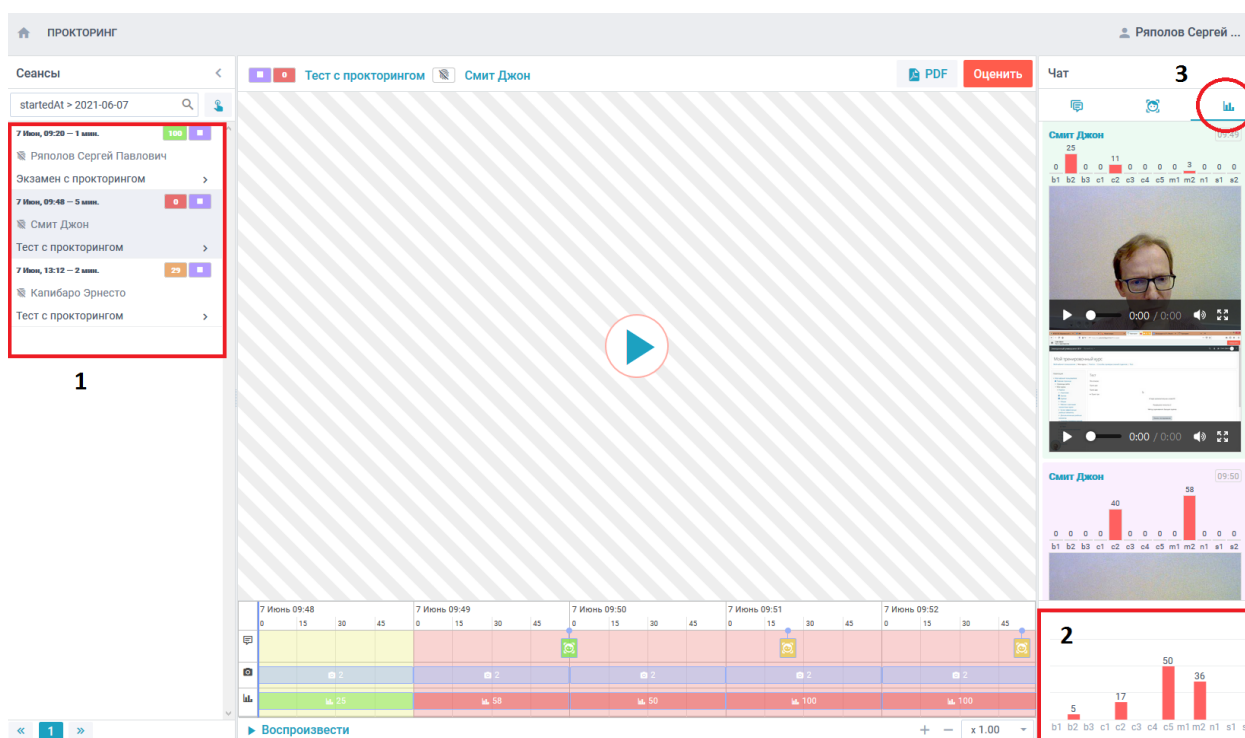 ПРОКТОРИНГ
Ряполов Сергей ...
Сеансы
startedAt > 2021-06-07
7 Июн, 09:20 — 1 мин.
100
Ряполов Сергей Павлович
Экзамен с прокторингом
7 Июн, 09:48 — 5 мин.
0
Смит Джон
Тест с прокторингом
7 Июн, 13:12 — 2 мин.
29
Капибаро Эрнесто
Тест с прокторингом
1
« 1 »
0 Тест с прокторингом Смит Джон
PDF
Оценить
7 Июнь 09:48 7 Июнь 09:49 7 Июнь 09:50 7 Июнь 09:51 7 Июнь 09:52
0 15 30 45 0 15 30 45 0 15 30 45 0 15 30 45 0 15 30 45
2 2 2 2 2
25 58 50 100 100
Воспроизвести
+ — x 1.00
Чат
3
Смит Джон 09:49
0 25 0 0 11 0 0 0 0 3 0 0 0
b1 b2 b3 c1 c2 c3 c4 c5 m1 m2 n1 s1 s2
0:00 / 0:00
Мой тренировочный курс
0:00 / 0:00
Смит Джон 09:50
0 0 0 0 40 0 0 0 0 58 0 0 0
b1 b2 b3 c1 c2 c3 c4 c5 m1 m2 n1 s1 s2
2
5 17 50 36
b1 b2 b3 c1 c2 c3 c4 c5 m1 m2 n1 s1